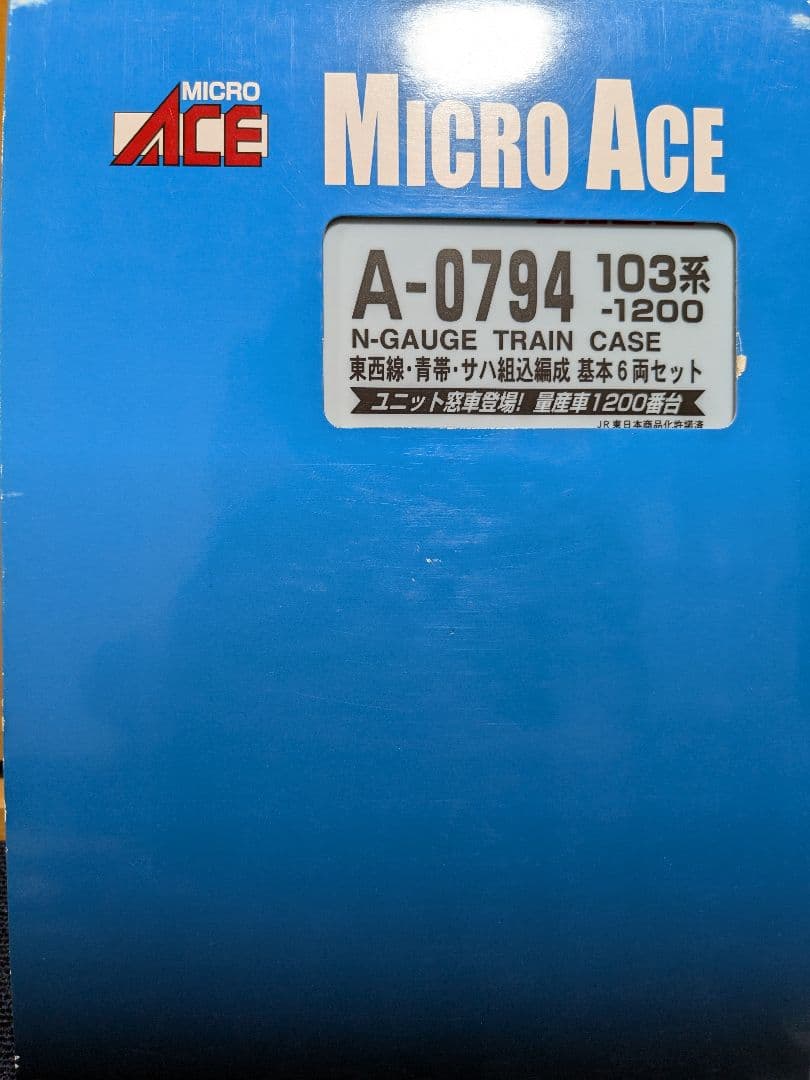 MICRO
ACE
MICRO ACE
A-0794 103系
-1200
N-GAUGE TRAIN CASE
東西線・青帯・サハ組込編成 基本6両セット
ユニット窓車登場! 量産車1200番台
JR東日本商品化許諾済